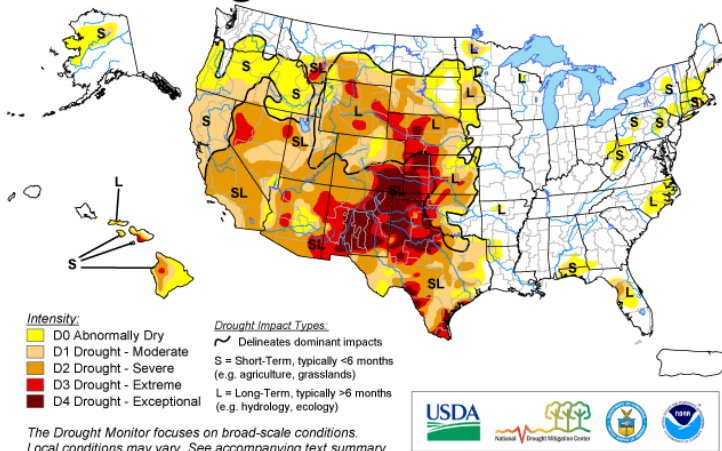 S
S
SL
L
L
L
L
S
S
S
S
L
S
S
SL
SL
SL
L
L
L
S
L
SL
SL
S
L
Intensity:
D0 Abnormally Dry
D1 Drought - Moderate
D2 Drought - Severe
D3 Drought - Extreme
D4 Drought - Exceptional
Drought Impact Types:
Delineates dominant impacts
S = Short-Term, typically <6 months
(e.g. agriculture, grasslands)
L = Long-Term, typically >6 months
(e.g. hydrology, ecology)
The Drought Monitor focuses on broad-scale conditions.
Local conditions may vary. See accompanying text summary
USDA
National Drought Mitigation Center
NOAA